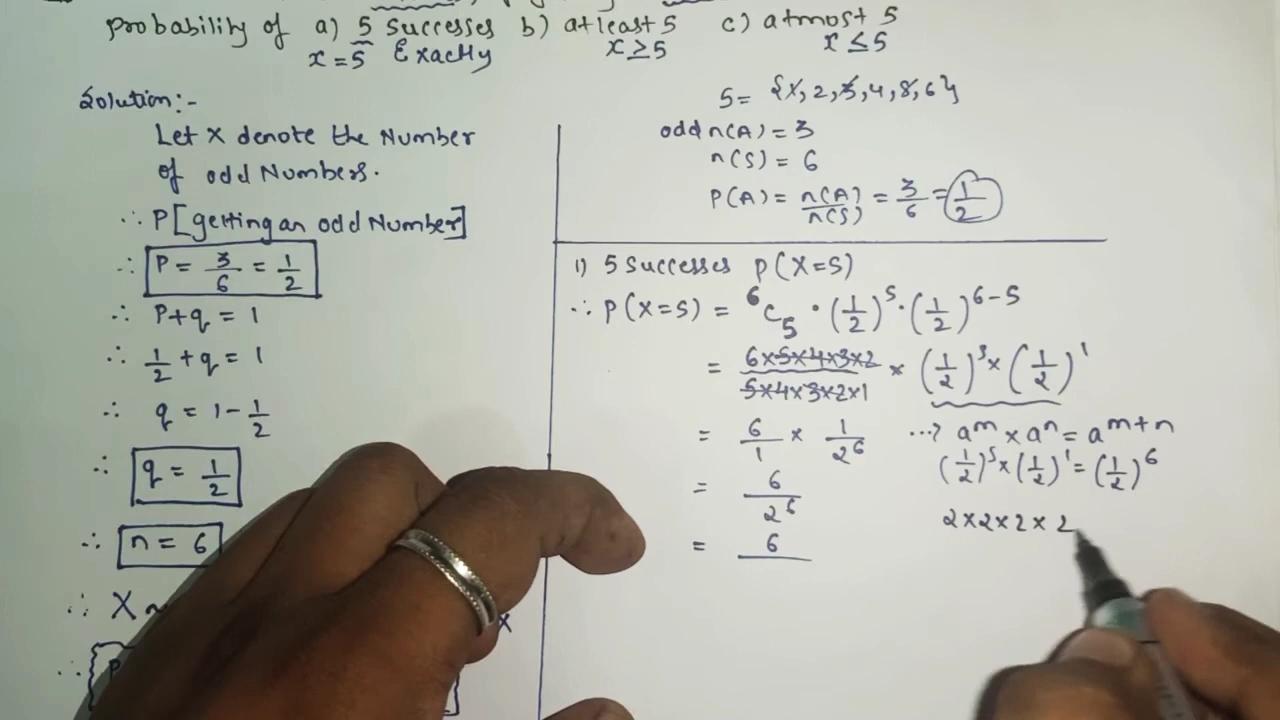 probability of a) 5 successes b) atleast 5 c) atmost 5
x = 5 Exactly x ≥ 5 x ≤ 5
Solution:-
Let X denote the Number
of odd Numbers.
∴ P[getting an odd Number]
∴ P = 3/6 = 1/2
∴ P+q = 1
∴ 1/2 + q = 1
∴ q = 1 - 1/2
∴ q = 1/2
∴ n = 6
∴ X ~
∴
S = {1, 2, 3, 4, 5, 6}
odd n(A) = 3
n(S) = 6
P(A) = n(A)/n(S) = 3/6 = 1/2
1) 5 successes P(X=5)
∴ P(X=5) = ⁶C₅ · (1/2)⁵ · (1/2)⁶⁻⁵
= 6×5×4×3×2/5×4×3×2×1 × (1/2)⁵ × (1/2)¹
= 6/1 × 1/2⁶ ...> aᵐ × aⁿ = aᵐ⁺ⁿ
(1/2)⁵ × (1/2)¹ = (1/2)⁶
= 6/2⁶
2×2×2×2
= 6